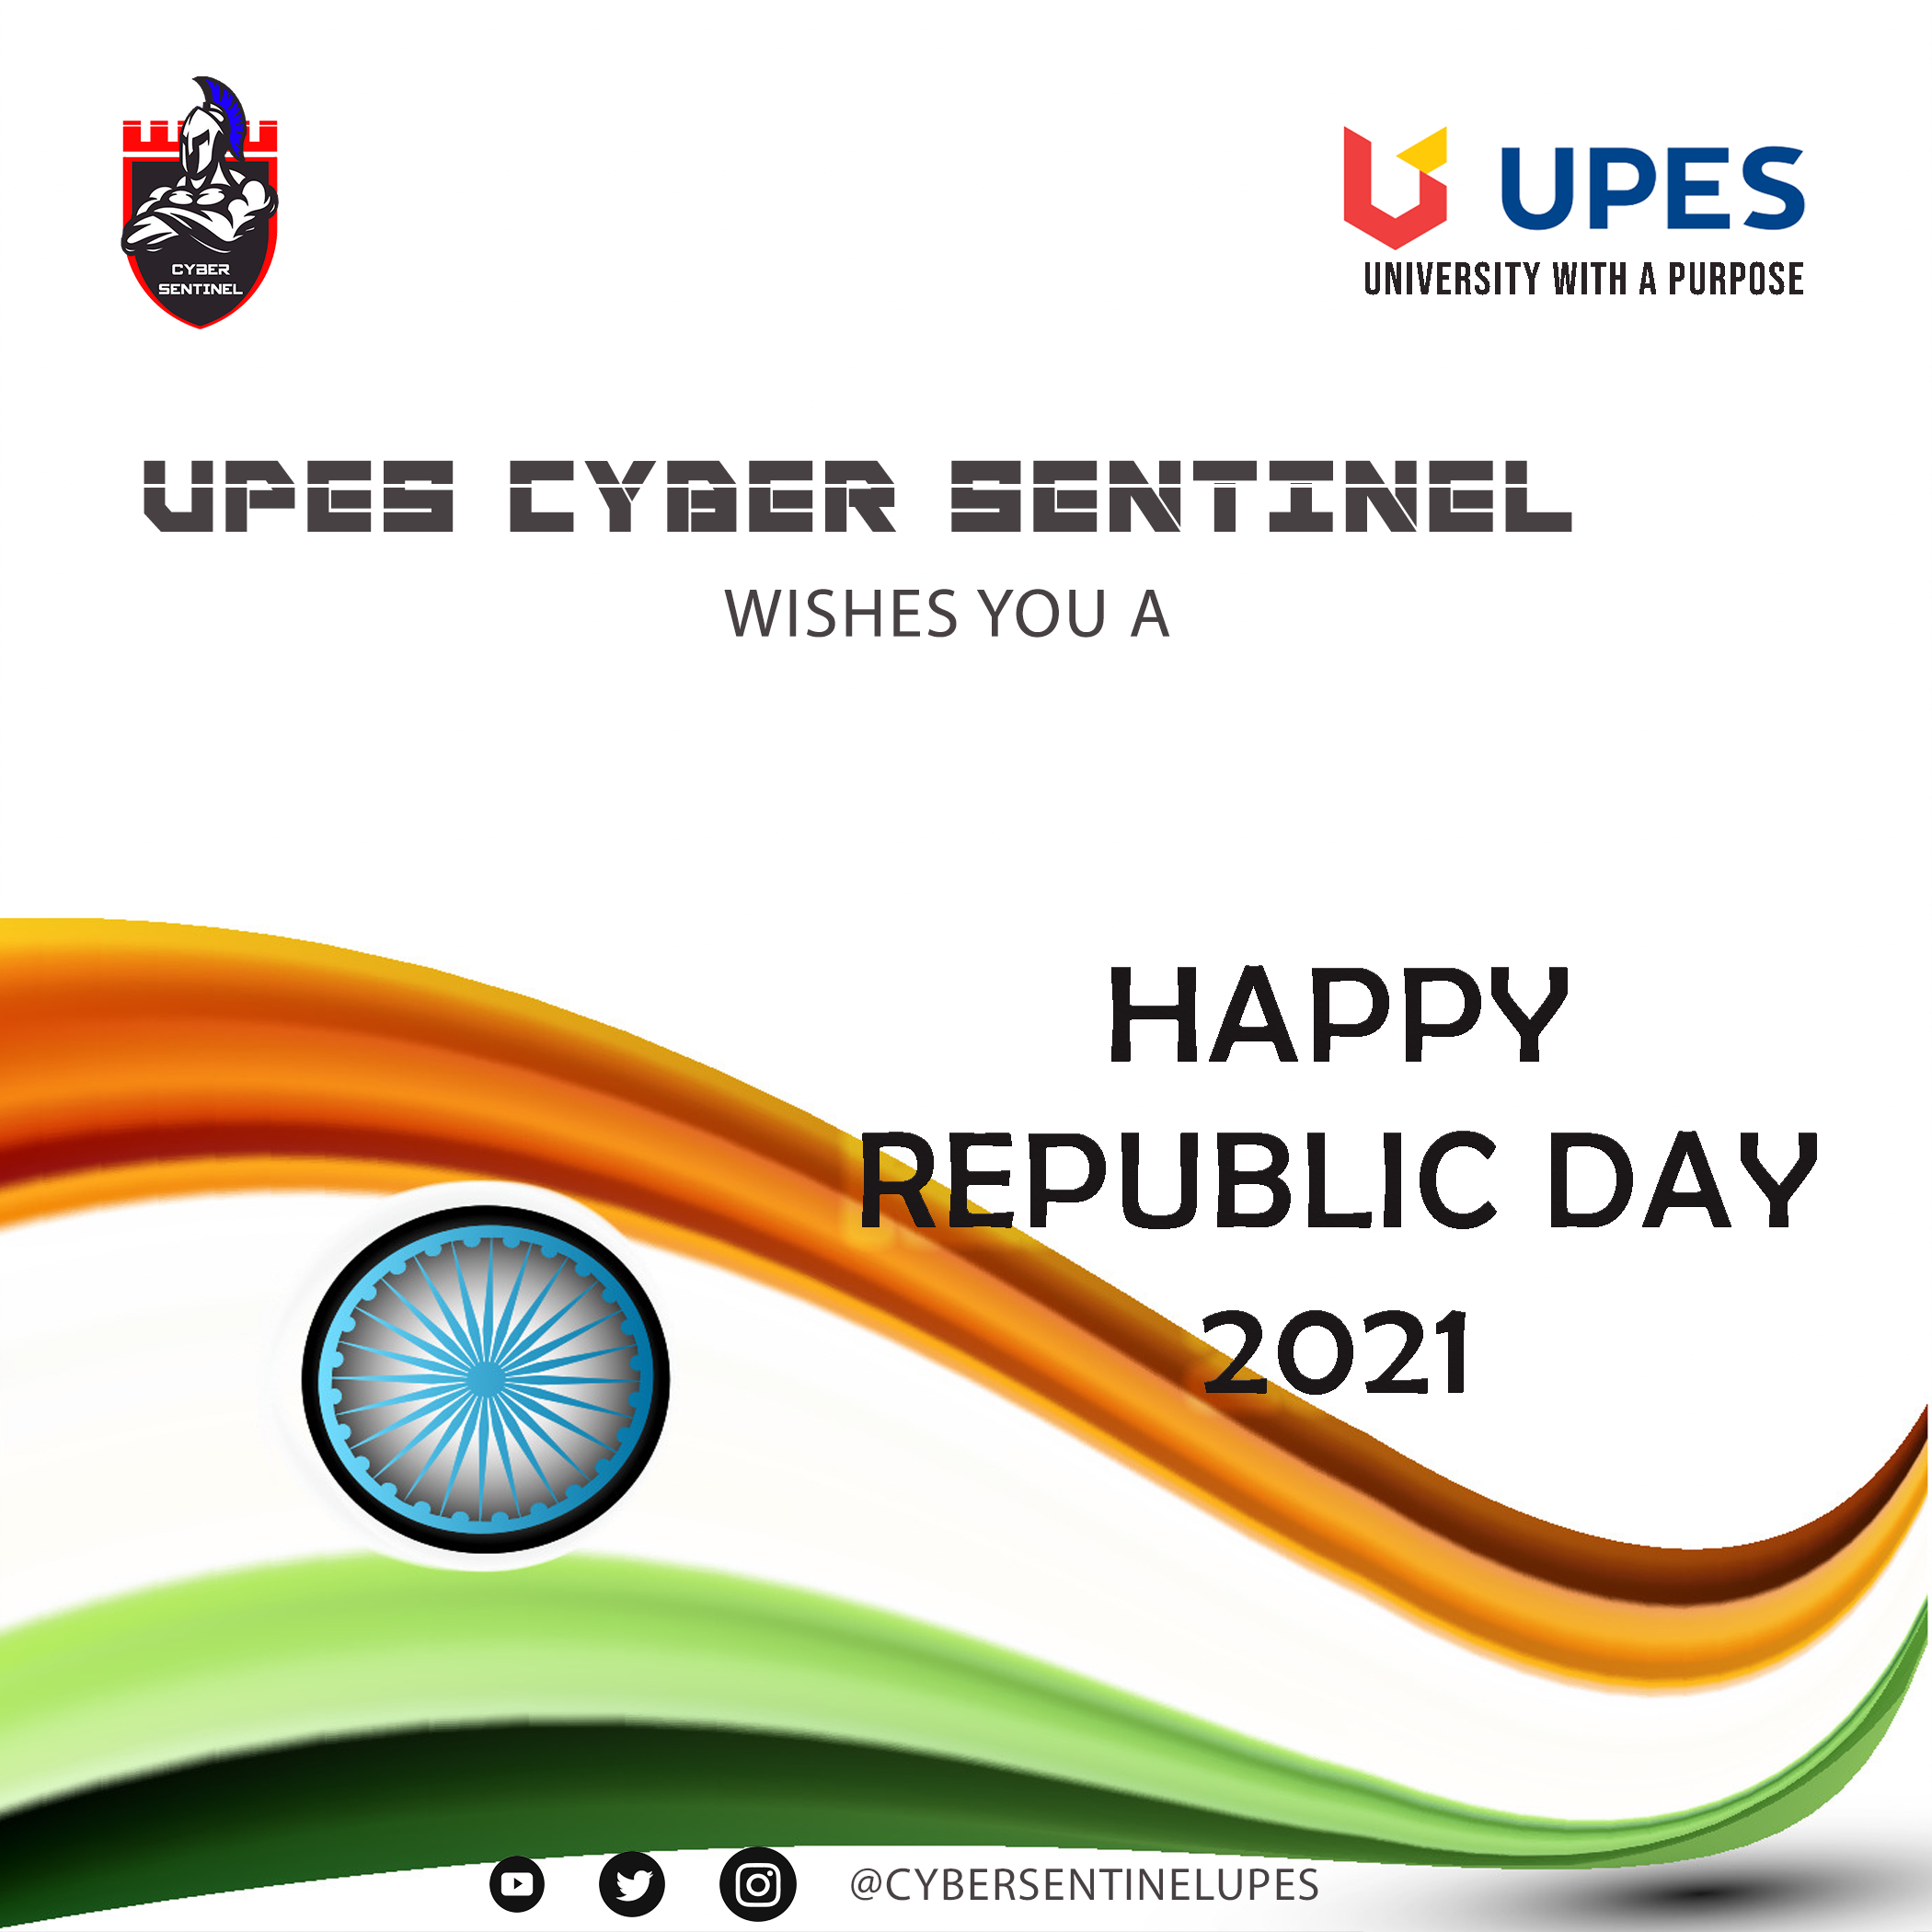 CYBER
SENTINEL
UPES
UNIVERSITY WITH A PURPOSE
UPES CYBER SENTINEL
WISHES YOU A
HAPPY
REPUBLIC DAY
2021
@CYBERSENTINELUPES